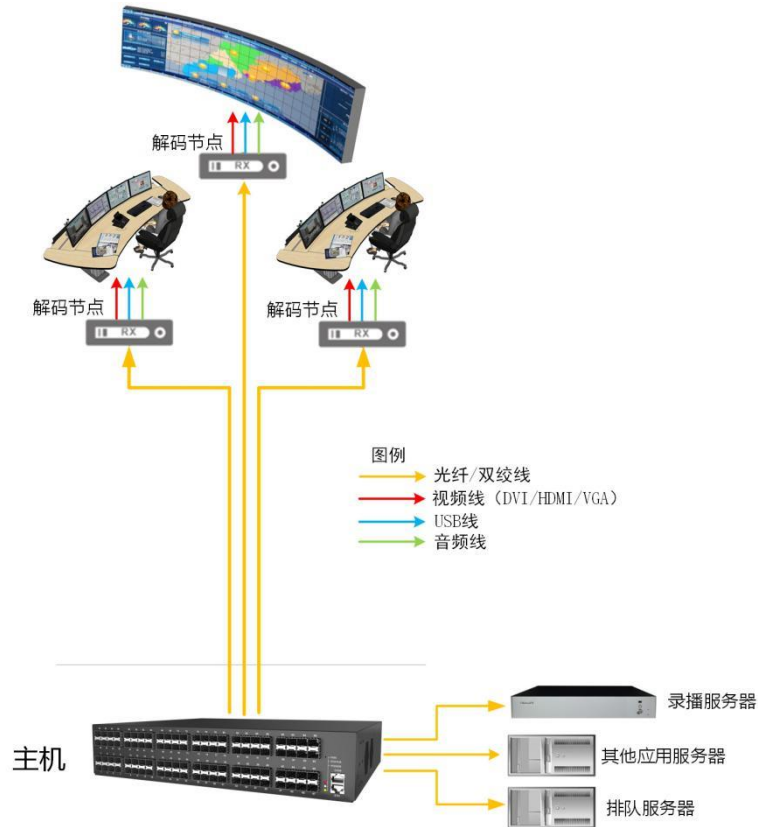 解码节点
RX
解码节点
RX
解码节点
RX
图例
光纤/双绞线
视频线（DVI/HDMI/VGA）
USB线
音频线
主机
录播服务器
其他应用服务器
排队服务器